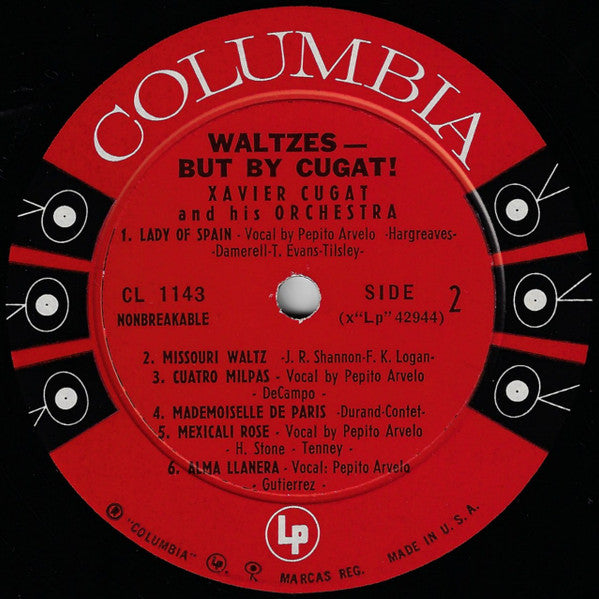 COLUMBIA
WALTZES —
BUT BY CUGAT!
XAVIER CUGAT
and his ORCHESTRA
1. LADY OF SPAIN - Vocal by Pepito Arvelo -Hargreaves-
-Damerell-T. Evans-Tilsley-
CL 1143
NONBREAKABLE
SIDE 2
(x"Lp" 42944)
2. MISSOURI WALTZ -J. R. Shannon-F. K. Logan-
3. CUATRO MILPAS - Vocal by Pepito Arvelo
-DeCampo -
4. MADEMOISELLE DE PARIS -Durand-Contet-
5. MEXICALI ROSE - Vocal by Pepito Arvelo
- H. Stone - Tenney -
6. ALMA LLANERA - Vocal: Pepito Arvelo
- Gutierrez -
Lp
® "COLUMBIA" ® MARCAS REG. MADE IN U. S. A.